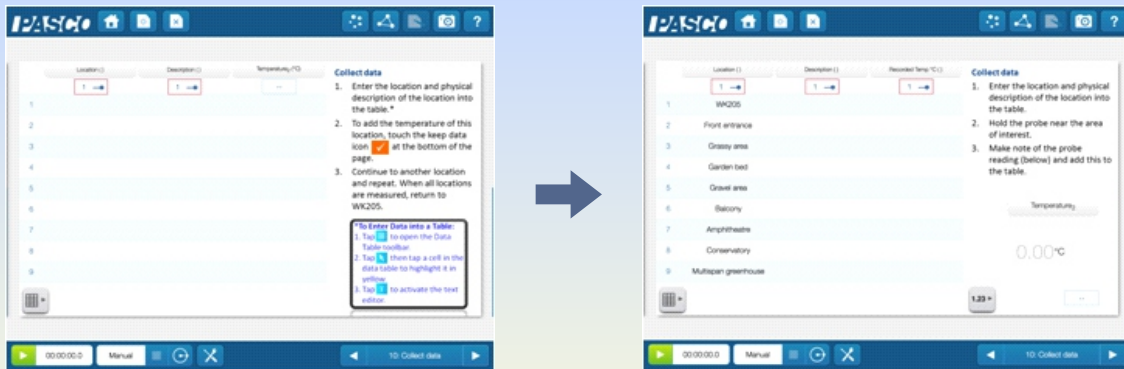 PASCO
?
Location () Description () Temperature₂ (°C)
1 1 --
1
2
3
4
5
6
7
8
9
Collect data
1. Enter the location and physical
description of the location into
the table.*
2. To add the temperature of this
location, touch the keep data
icon ✓ at the bottom of the
page.
3. Continue to another location
and repeat. When all locations
are measured, return to
WK205.
*To Enter Data into a Table:
1. Tap to open the Data
Table toolbar.
2. Tap then tap a cell in the
data table to highlight it in
yellow
3. Tap to activate the text
editor.
00:00:00.0 Manual 10: Collect data
PASCO
?
Location () Description () Recorded Temp °C ()
1 1 1
1 WK205
2 Front entrance
3 Grassy area
4 Garden bed
5 Gravel area
6 Balcony
7 Amphitheatre
8 Conservatory
9 Multispan greenhouse
Collect data
1. Enter the location and physical
description of the location into
the table.
2. Hold the probe near the area
of interest.
3. Make note of the probe
reading (below) and add this to
the table.
Temperature₂
0.00°C
1.23 --
00:00:00.0 Manual 10: Collect data